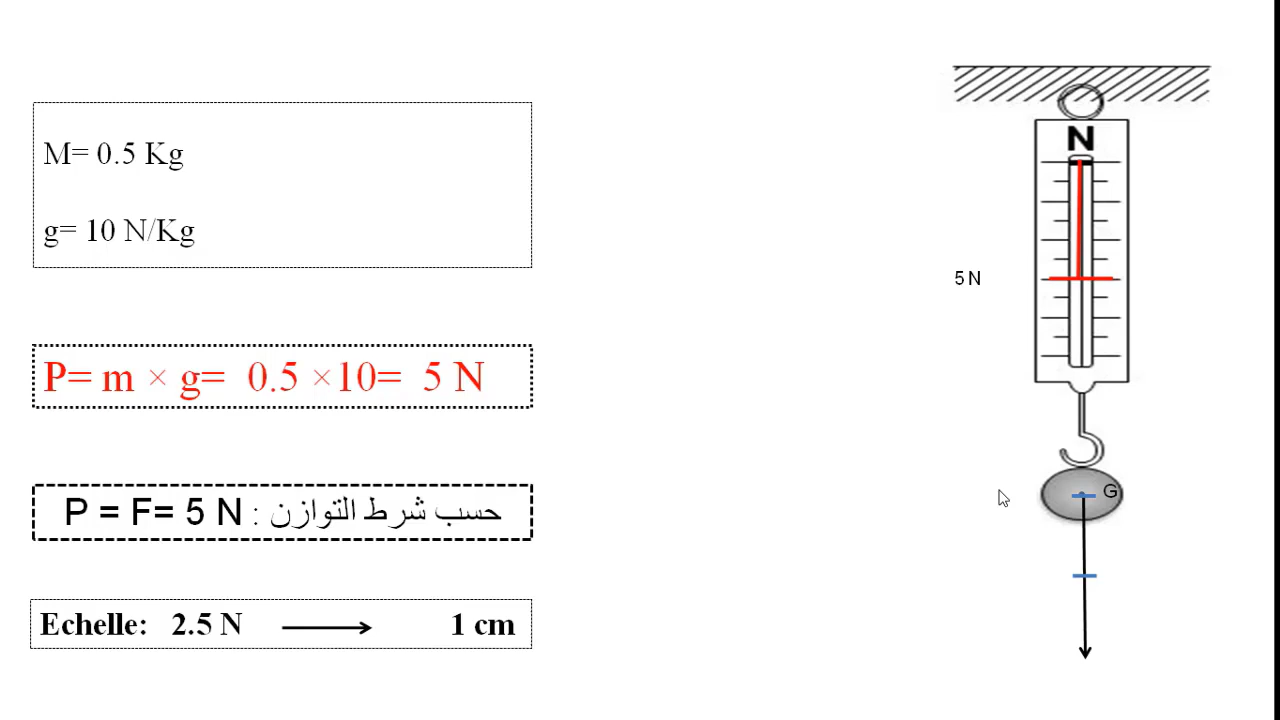 M= 0.5 Kg
g= 10 N/Kg
P= m × g= 0.5 ×10= 5 N
حسب شرط التوازن : P = F= 5 N
Echelle: 2.5 N ⟶ 1 cm
N
5 N
G